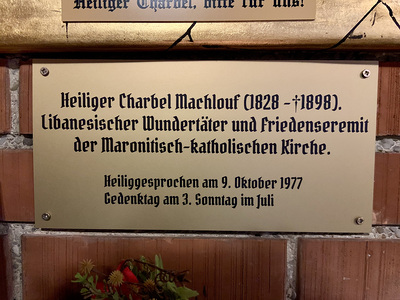 Heiliger Charbel, bitte für uns!
Heiliger Charbel Machlouf (1828 -†1898).
Libanesischer Wundertäter und Friedenseremit
der Maronitisch-katholischen Kirche.
Heiliggesprochen am 9. Oktober 1977
Gedenktag am 3. Sonntag im Juli